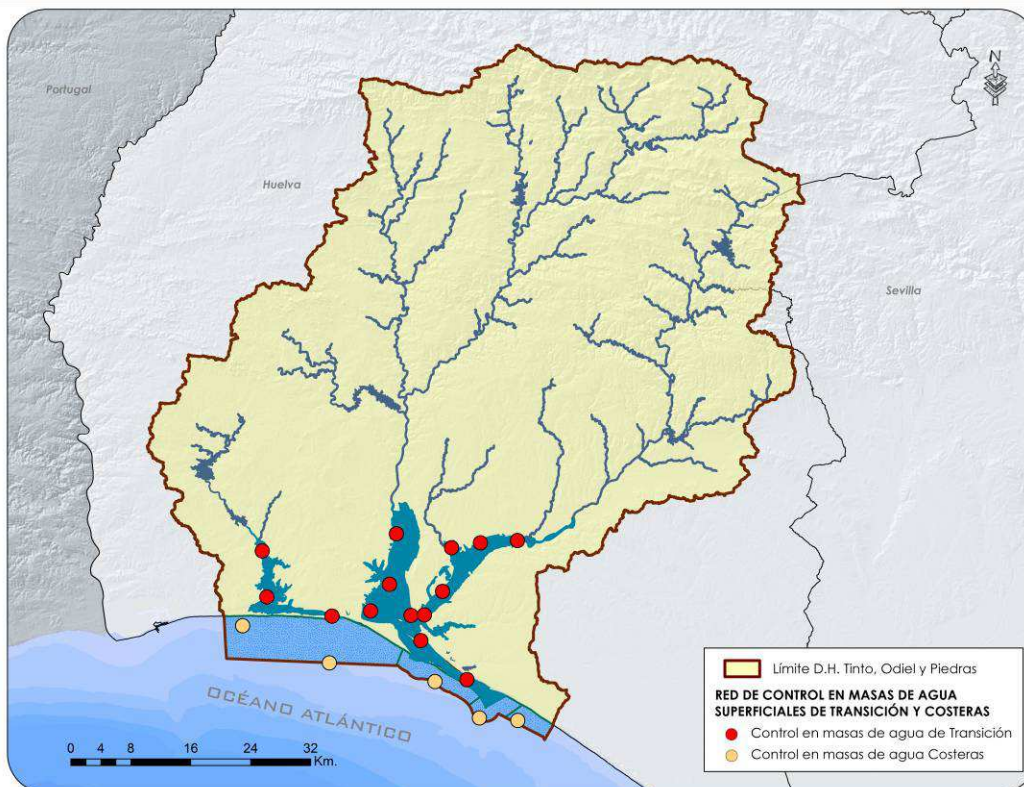 N
Portugal
Huelva
Sevilla
OCÉANO ATLÁNTICO
0 4 8 16 24 32
Km.
Límite D.H. Tinto, Odiel y Piedras
RED DE CONTROL EN MASAS DE AGUA
SUPERFICIALES DE TRANSICIÓN Y COSTERAS
Control en masas de agua de Transición
Control en masas de agua Costeras